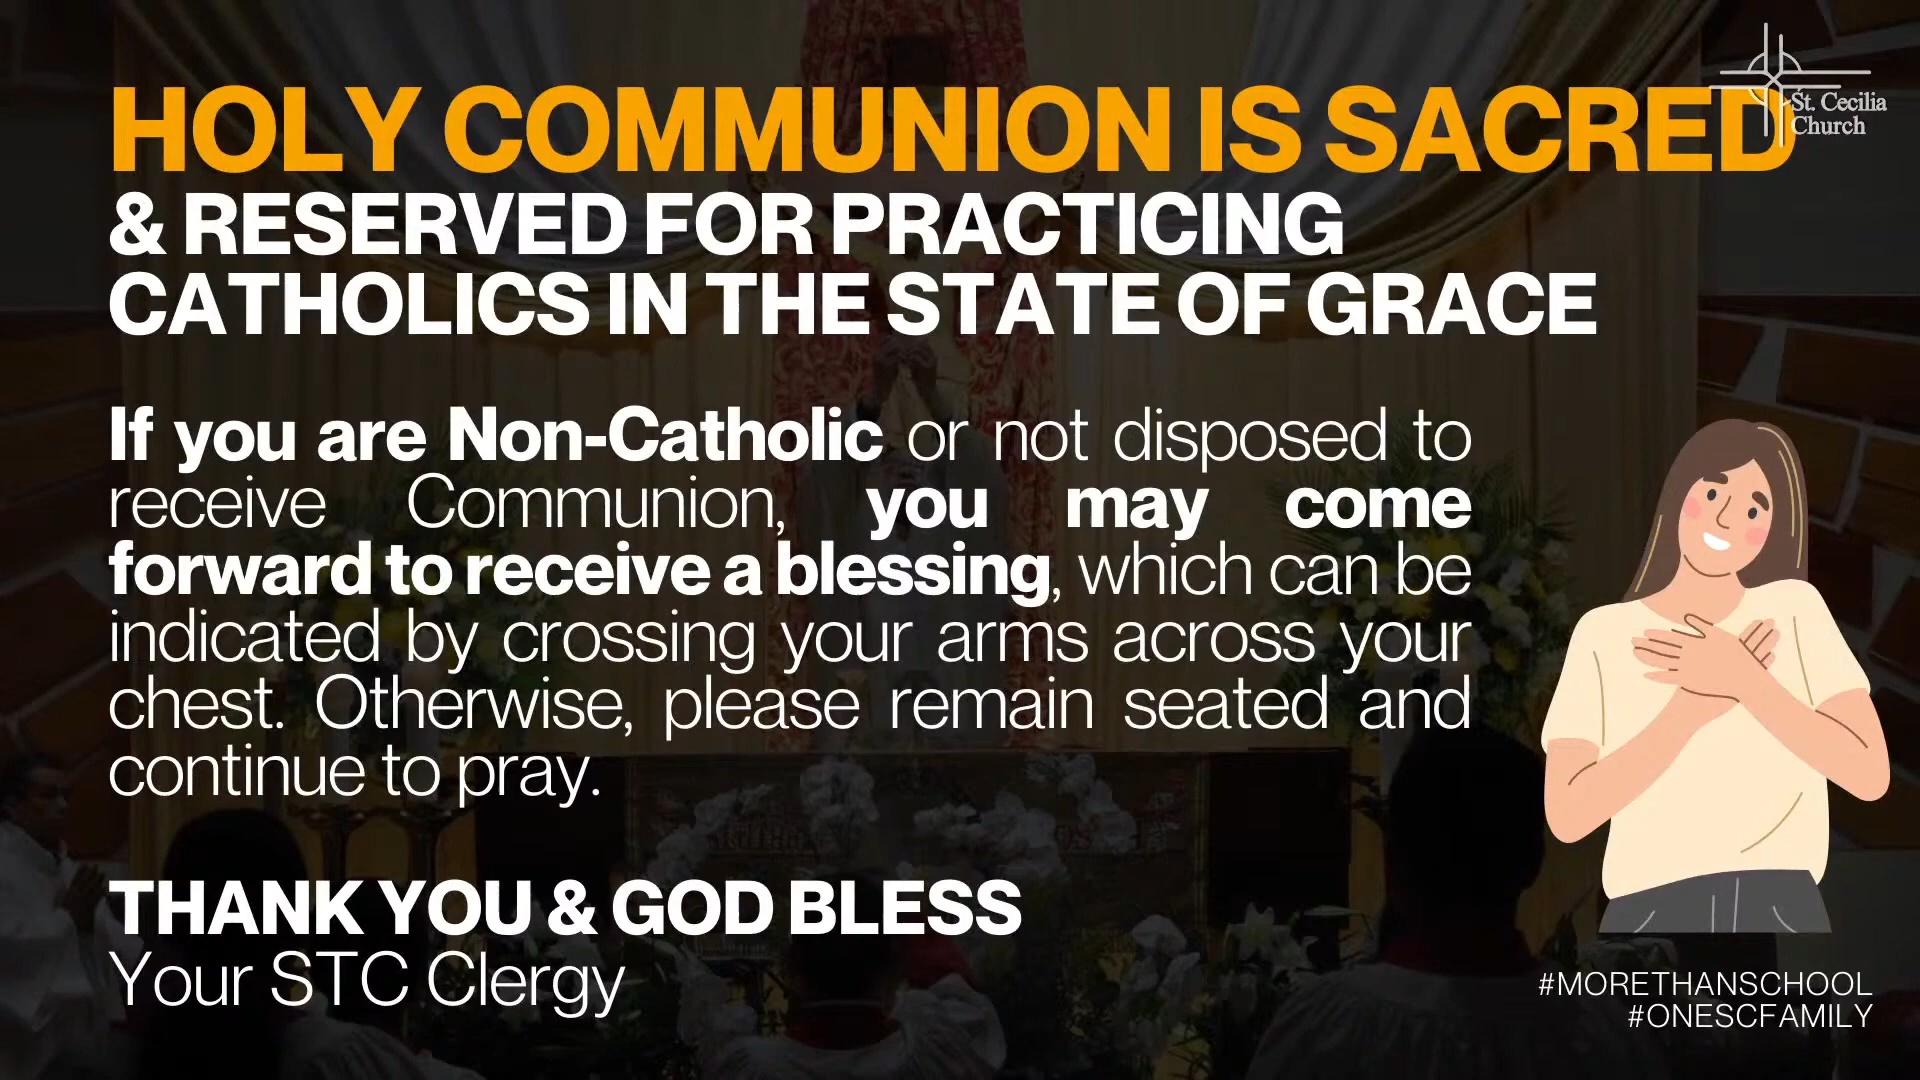 HOLY COMMUNION IS SACRED
St. Cecilia
Church
& RESERVED FOR PRACTICING
CATHOLICS IN THE STATE OF GRACE
If you are Non-Catholic or not disposed to
receive Communion, you may come
forward to receive a blessing, which can be
indicated by crossing your arms across your
chest. Otherwise, please remain seated and
continue to pray.
THANK YOU & GOD BLESS
Your STC Clergy
#MORETHANSCHOOL
#ONESCFAMILY